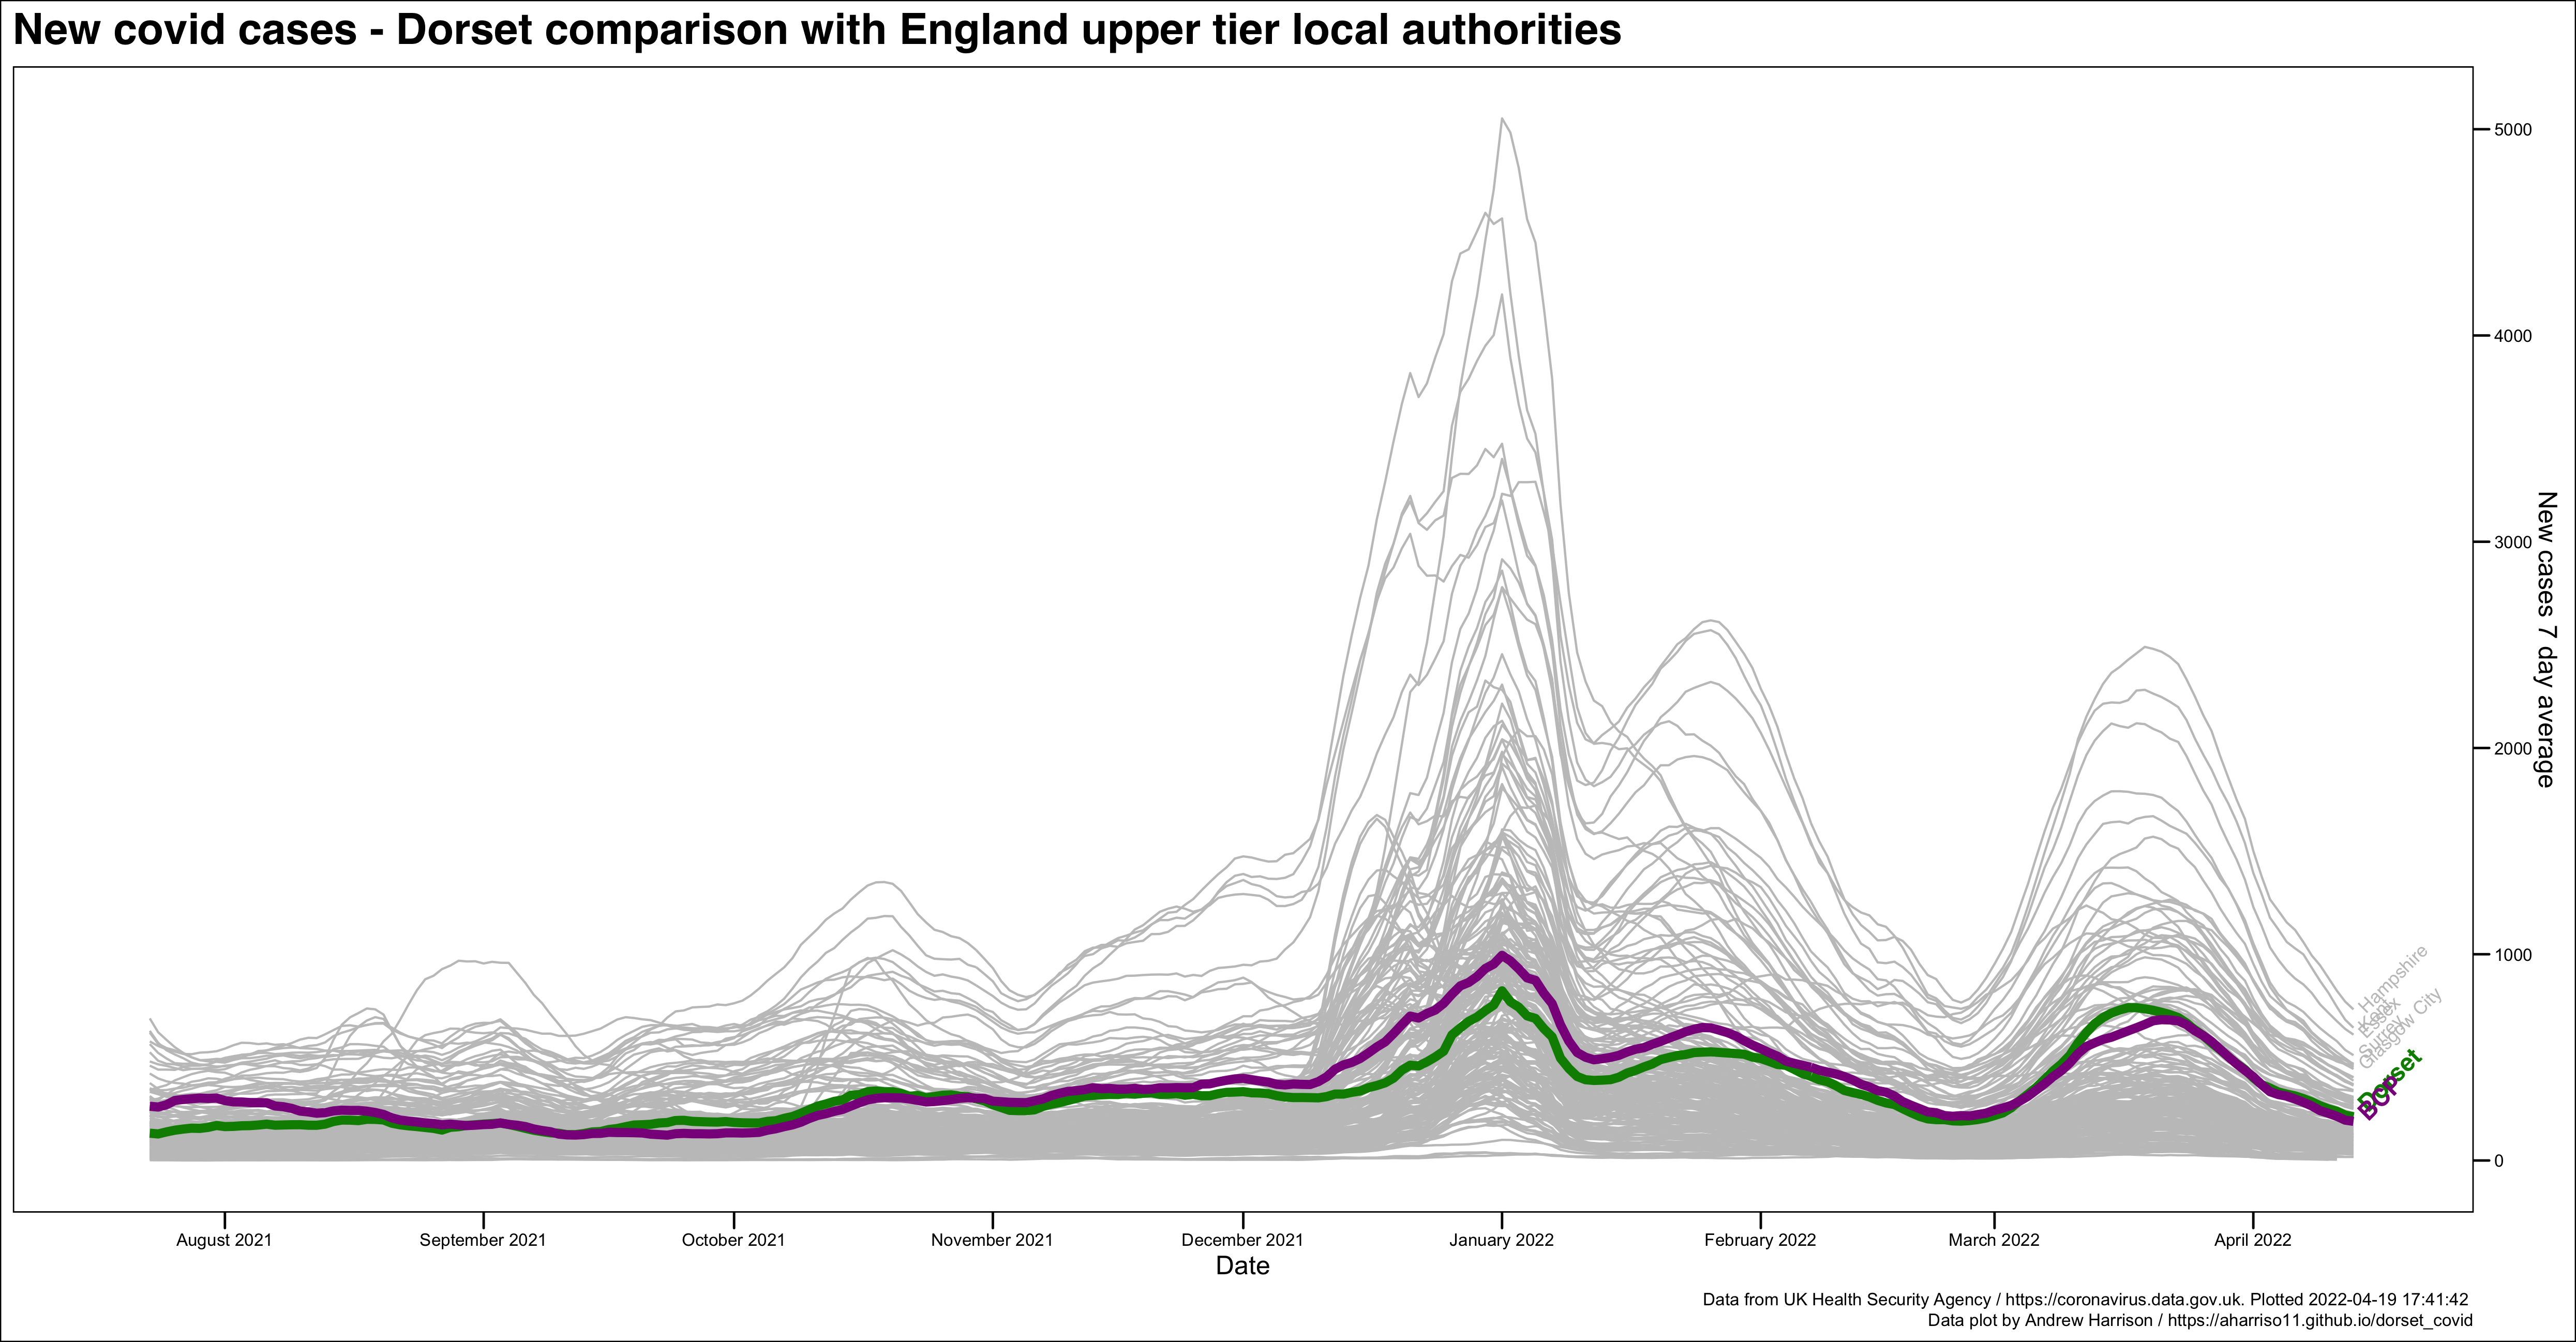 New covid cases - Dorset comparison with England upper tier local authorities
5000
4000
3000
2000
1000
0
New cases 7 day average
Hampshire
Kent
Essex
Surrey
Glasgow City
Dorset
BCP
August 2021
September 2021
October 2021
November 2021
December 2021
January 2022
February 2022
March 2022
April 2022
Date
Data from UK Health Security Agency / https://coronavirus.data.gov.uk. Plotted 2022-04-19 17:41:42
Data plot by Andrew Harrison / https://aharriso11.github.io/dorset_covid